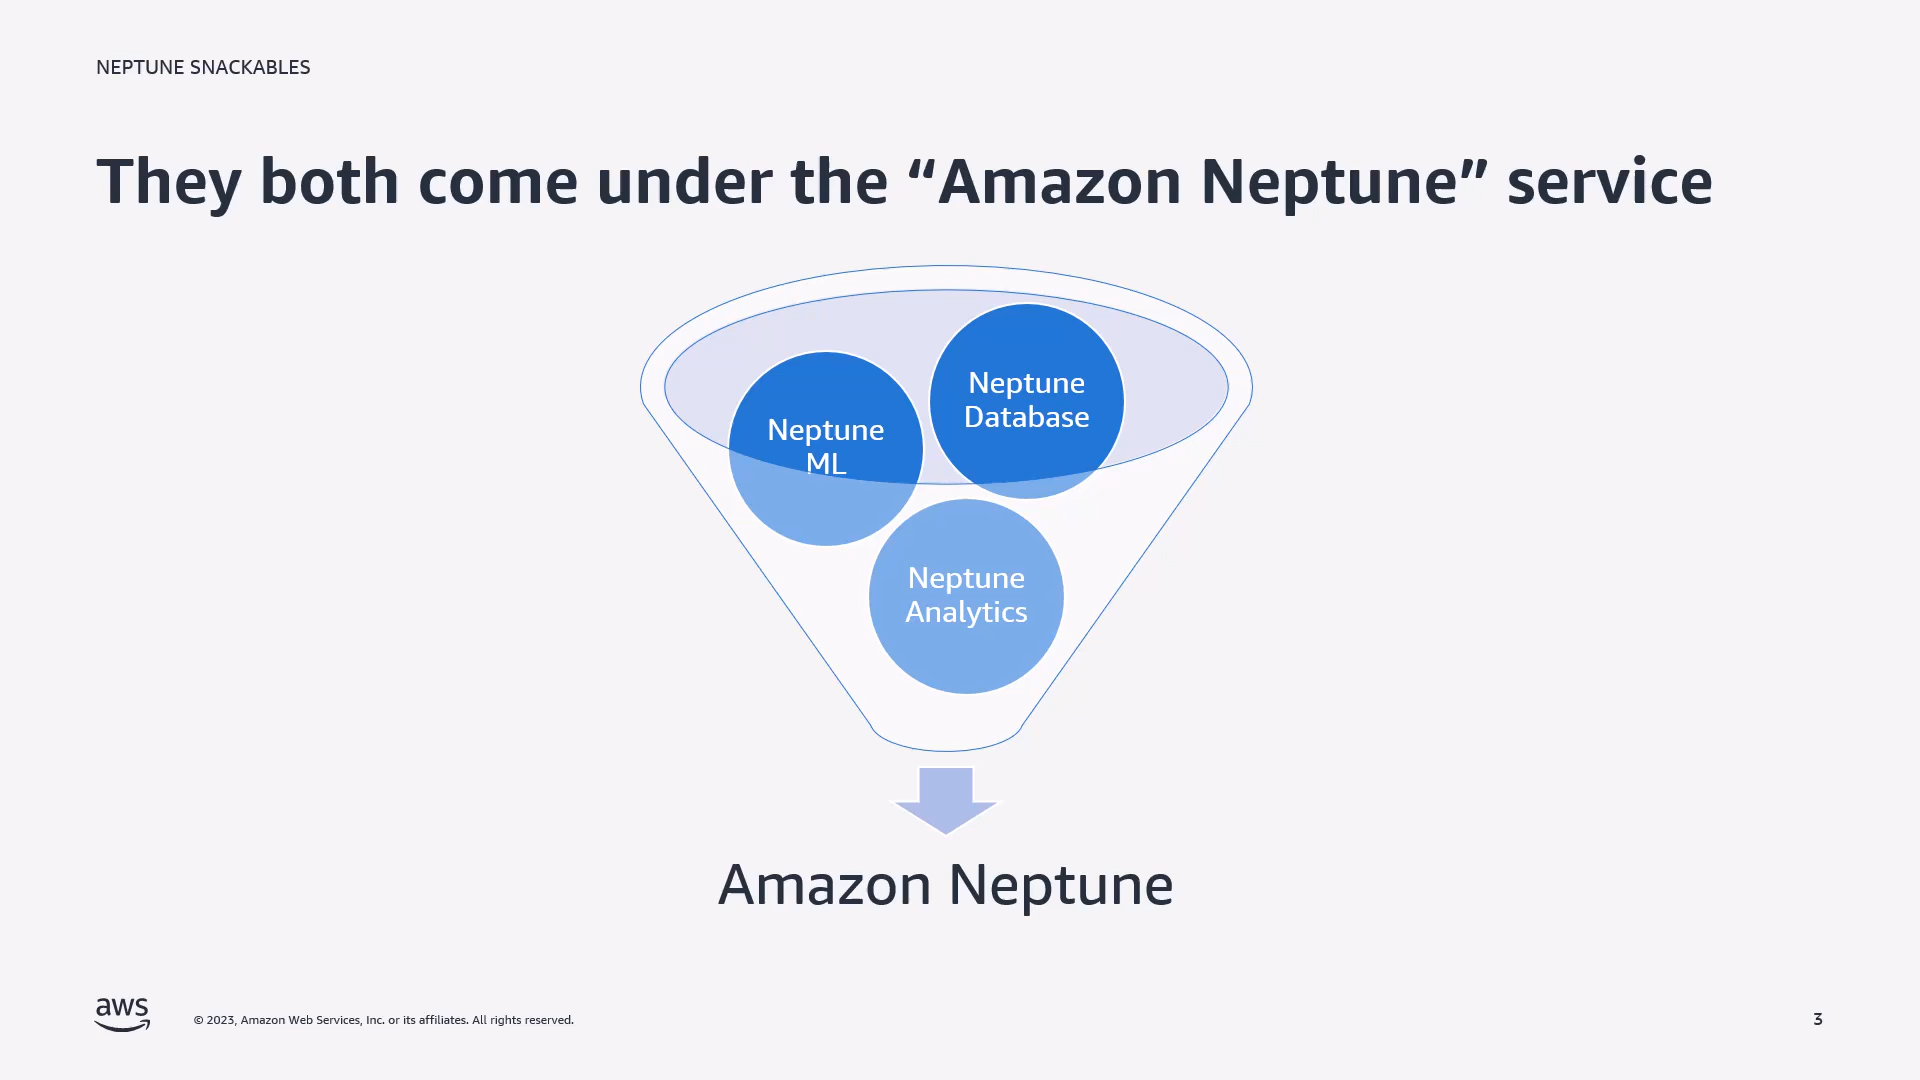 NEPTUNE SNACKABLES
They both come under the “Amazon Neptune” service
Neptune
Database
Neptune
ML
Neptune
Analytics
Amazon Neptune
aws
© 2023, Amazon Web Services, Inc. or its affiliates. All rights reserved.
3